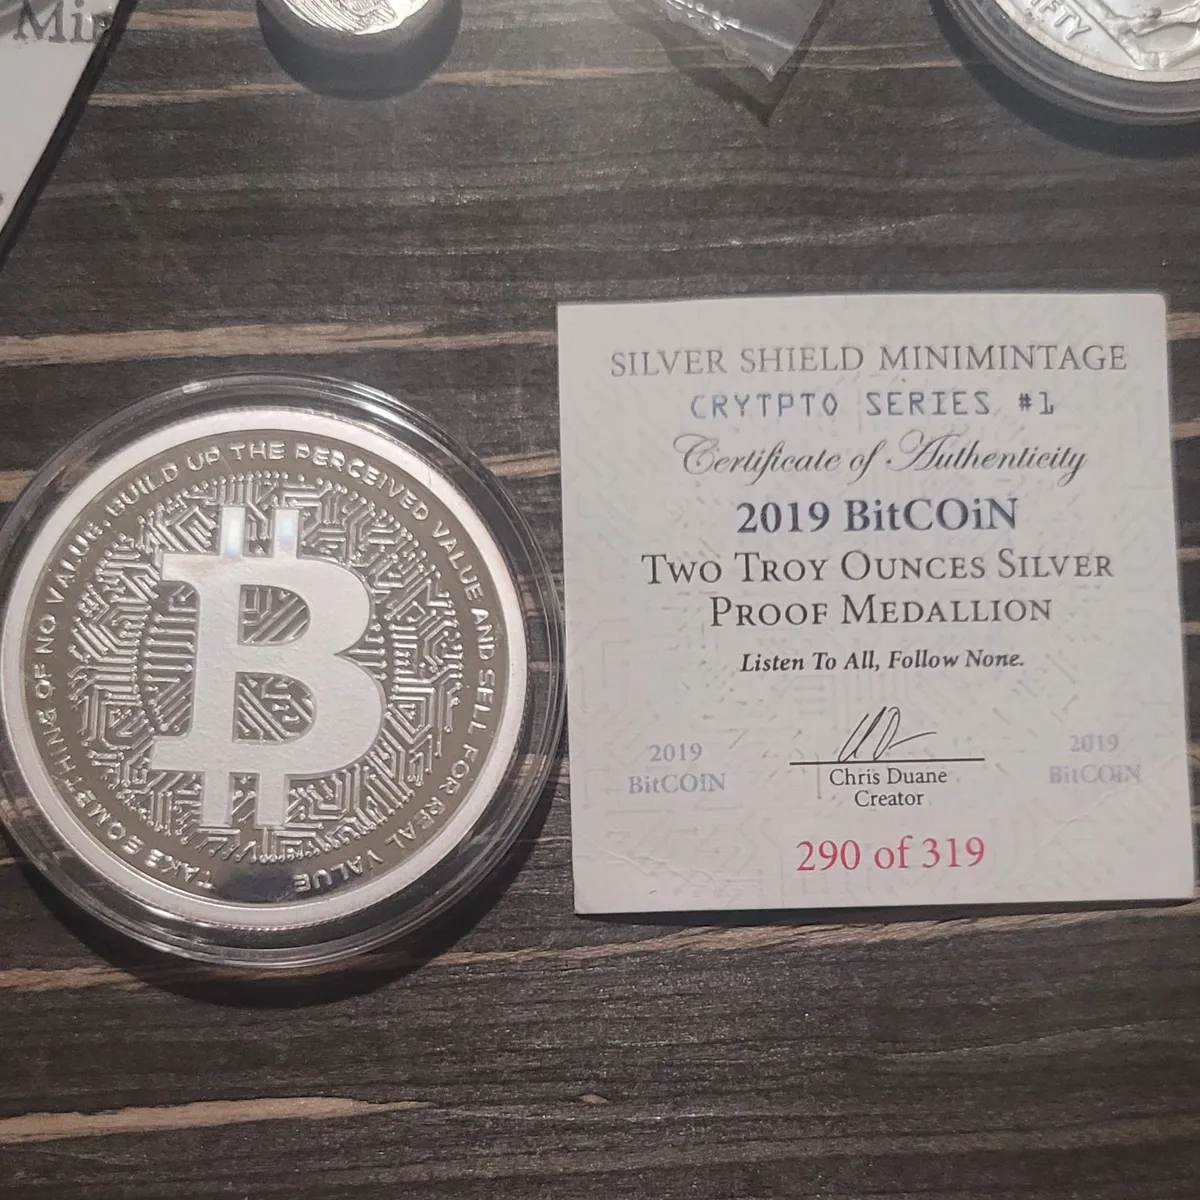 Min
FTY
TAKE SOMETHING OF NO VALUE, BUILD UP THE PERCEIVED VALUE AND SELL FOR REAL VALUE
B
SILVER SHIELD MINIMINTAGE
CRYTPTO SERIES #1
Certificate of Authenticity
2019 BitCOiN
TWO TROY OUNCES SILVER
PROOF MEDALLION
Listen To All, Follow None.
Chris Duane
Creator
2019
BitCOiN
2019
BitCOiN
290 of 319